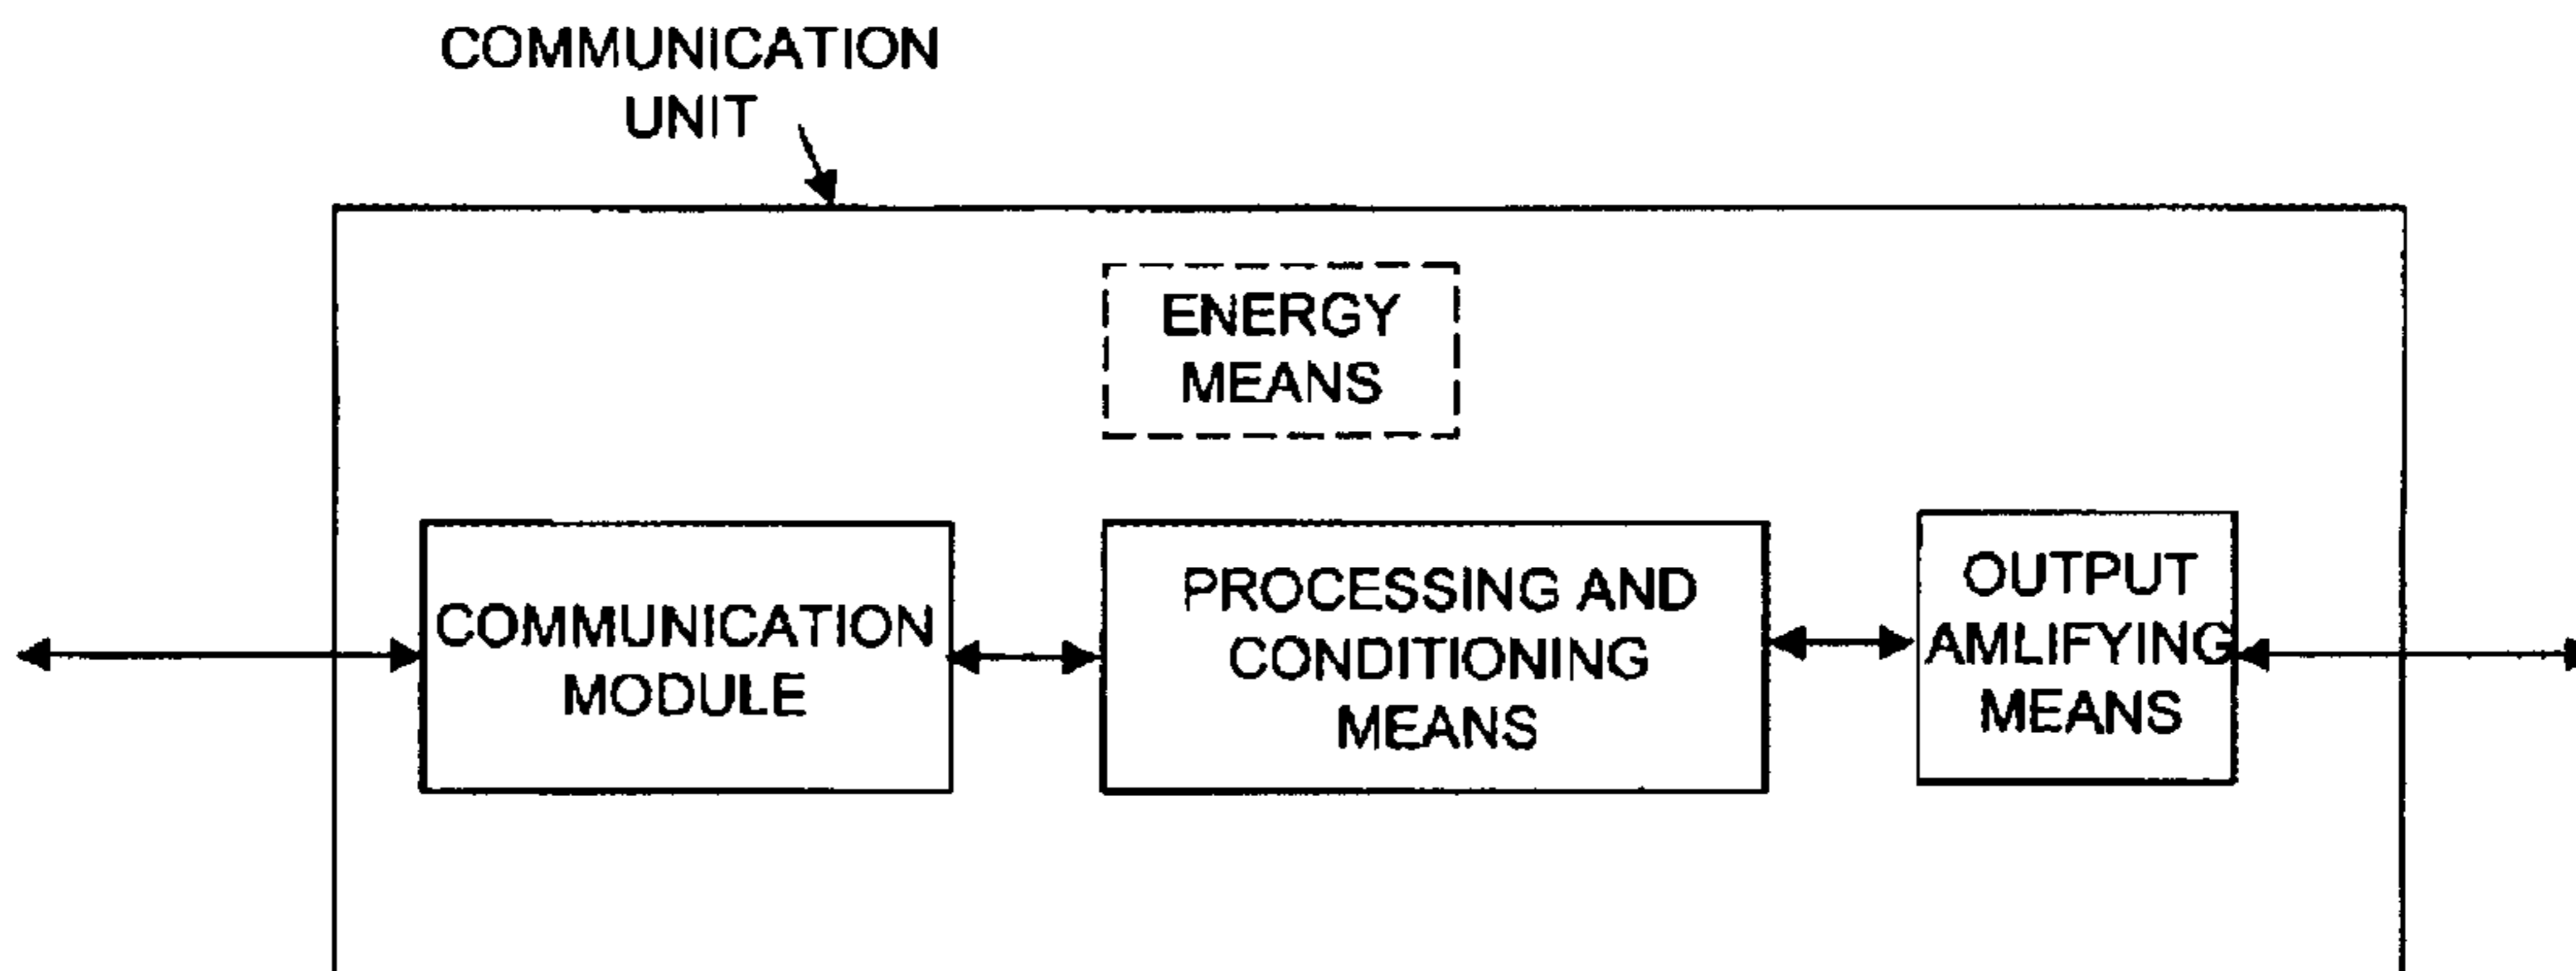 COMMUNICATION
UNIT
ENERGY
MEANS
COMMUNICATION
MODULE
PROCESSING AND
CONDITIONING
MEANS
OUTPUT
AMLIFYING
MEANS